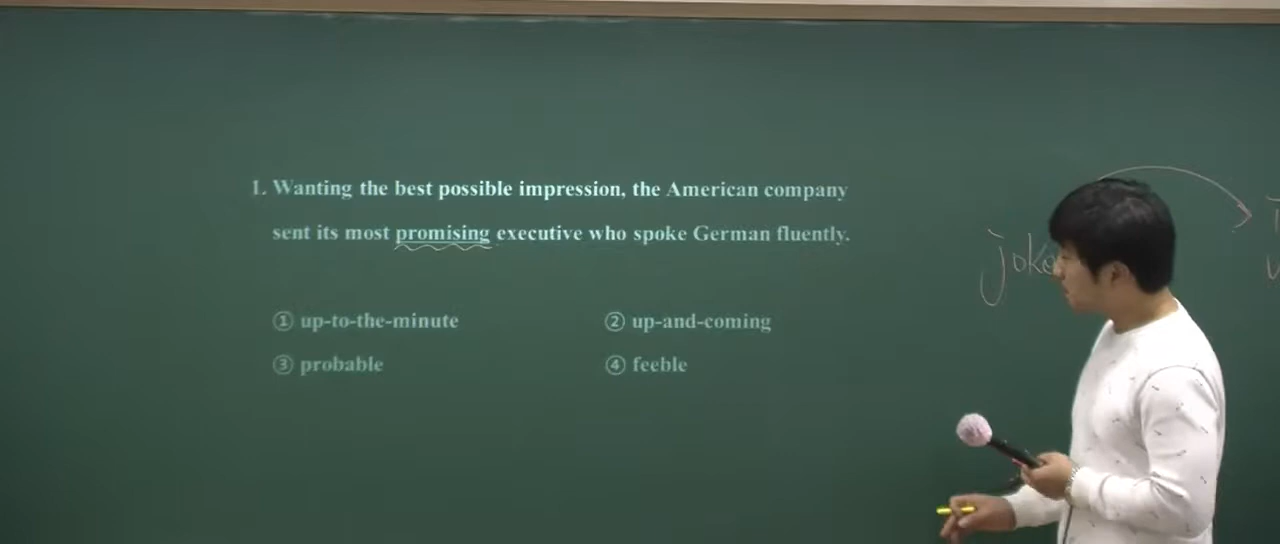 1. Wanting the best possible impression, the American company
sent its most promising executive who spoke German fluently.
① up-to-the-minute
② up-and-coming
③ probable
④ feeble